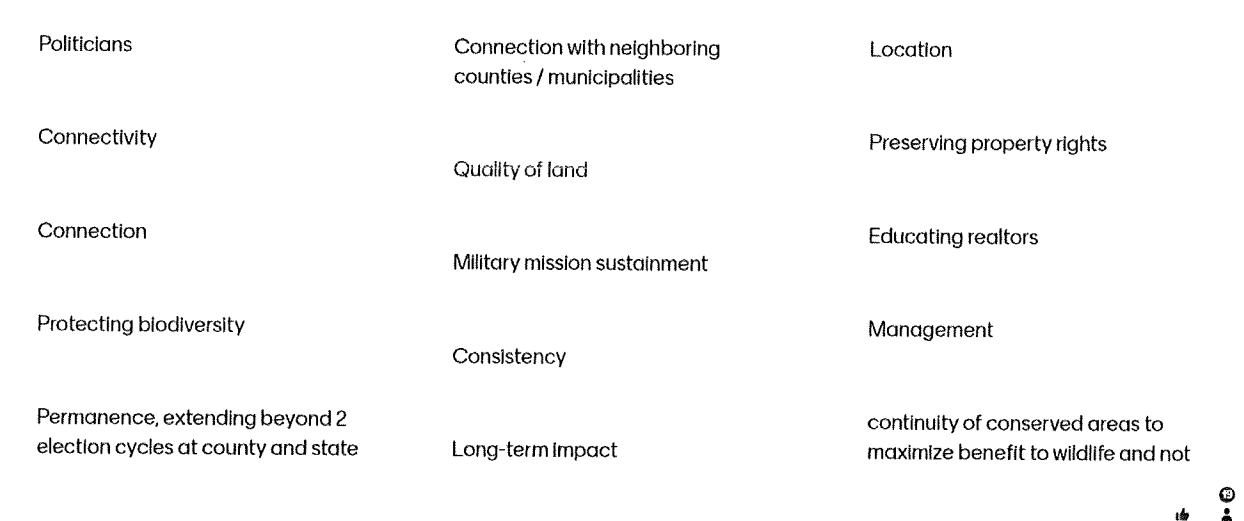 Politicians
Connectivity
Connection
Protecting biodiversity
Permanence, extending beyond 2
election cycles at county and state
Connection with neighboring
counties / municipalities
Quality of land
Military mission sustainment
Consistency
Long-term impact
Location
Preserving property rights
Educating realtors
Management
continuity of conserved areas to
maximize benefit to wildlife and not
19